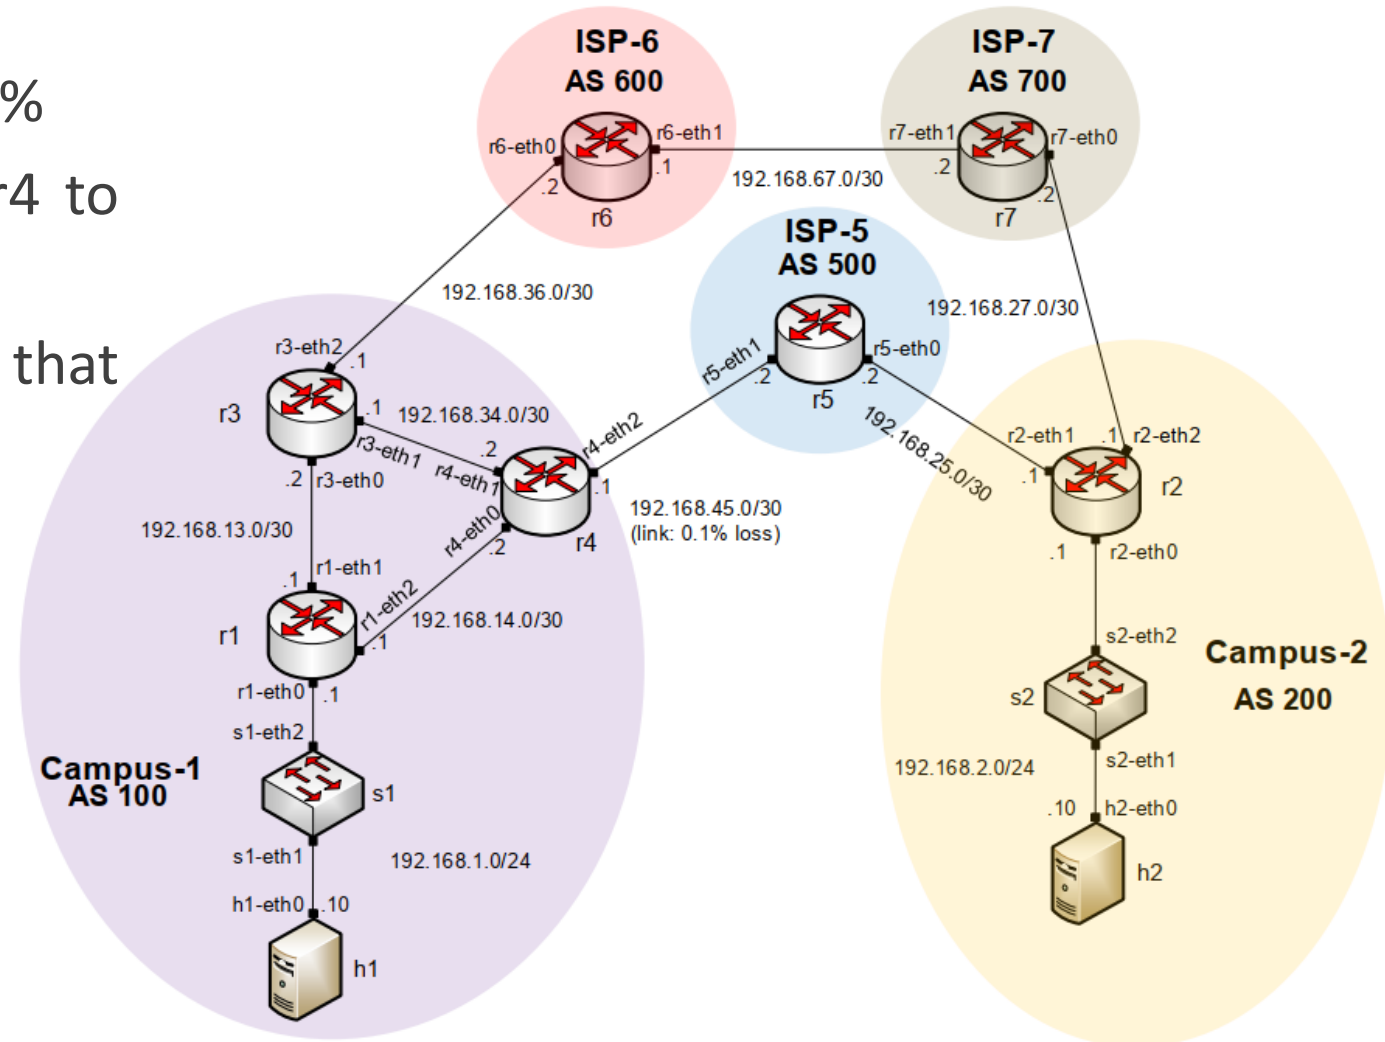 %
r4 to
that
ISP-6
AS 600
r6-eth0
r6-eth1
.2
.1
r6
192.168.67.0/30
ISP-7
AS 700
r7-eth1
r7-eth0
.2
.2
r7
192.168.36.0/30
192.168.27.0/30
ISP-5
AS 500
r5-eth1
r5-eth0
.2
.2
r5
r3-eth2
.1
r3
.1
192.168.34.0/30
r3-eth1
.2
r4-eth1
r4-eth2
.2
r3-eth0
192.168.13.0/30
r4-eth0
.2
.1
r4
192.168.45.0/30
(link: 0.1% loss)
192.168.25.0/30
r2-eth1
.1
r2-eth2
.1
r2
.1
r2-eth0
.1
r1-eth1
r1-eth2
192.168.14.0/30
.1
r1
r1-eth0
.1
s1-eth2
Campus-1
AS 100
s1
s1-eth1
192.168.1.0/24
h1-eth0
.10
h1
s2-eth2
Campus-2
AS 200
s2
s2-eth1
192.168.2.0/24
.10
h2-eth0
h2